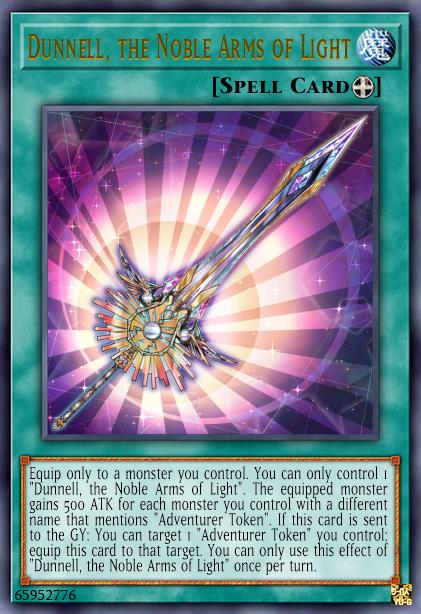 Dunnell, the Noble Arms of Light
魔
[Spell Card]
Equip only to a monster you control. You can only control 1
"Dunnell, the Noble Arms of Light". The equipped monster
gains 500 ATK for each monster you control with a different
name that mentions "Adventurer Token". If this card is sent
to the GY: You can target 1 "Adventurer Token" you control;
equip this card to that target. You can only use this effect of
"Dunnell, the Noble Arms of Light" once per turn.
65952776